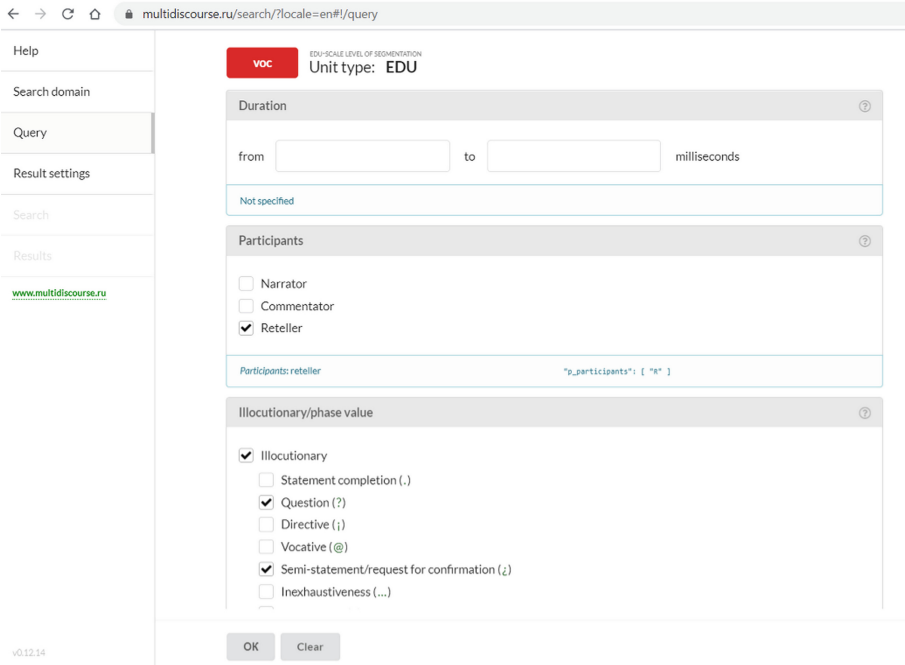 multidiscourse.ru/search/?locale=en#!/query
Help
Search domain
Query
Result settings
Search
Results
www.multidiscourse.ru
v0.12.14
VOC
EDU-SCALE LEVEL OF SEGMENTATION
Unit type: EDU
Duration ?
from to milliseconds
Not specified
Participants ?
Narrator
Commentator
Reteller
Participants: reteller "p_participants": [ "R" ]
Illocutionary/phase value ?
Illocutionary
Statement completion (.)
Question (?)
Directive (¡)
Vocative (@)
Semi-statement/request for confirmation (¿)
Inexhaustiveness (...)
OK Clear